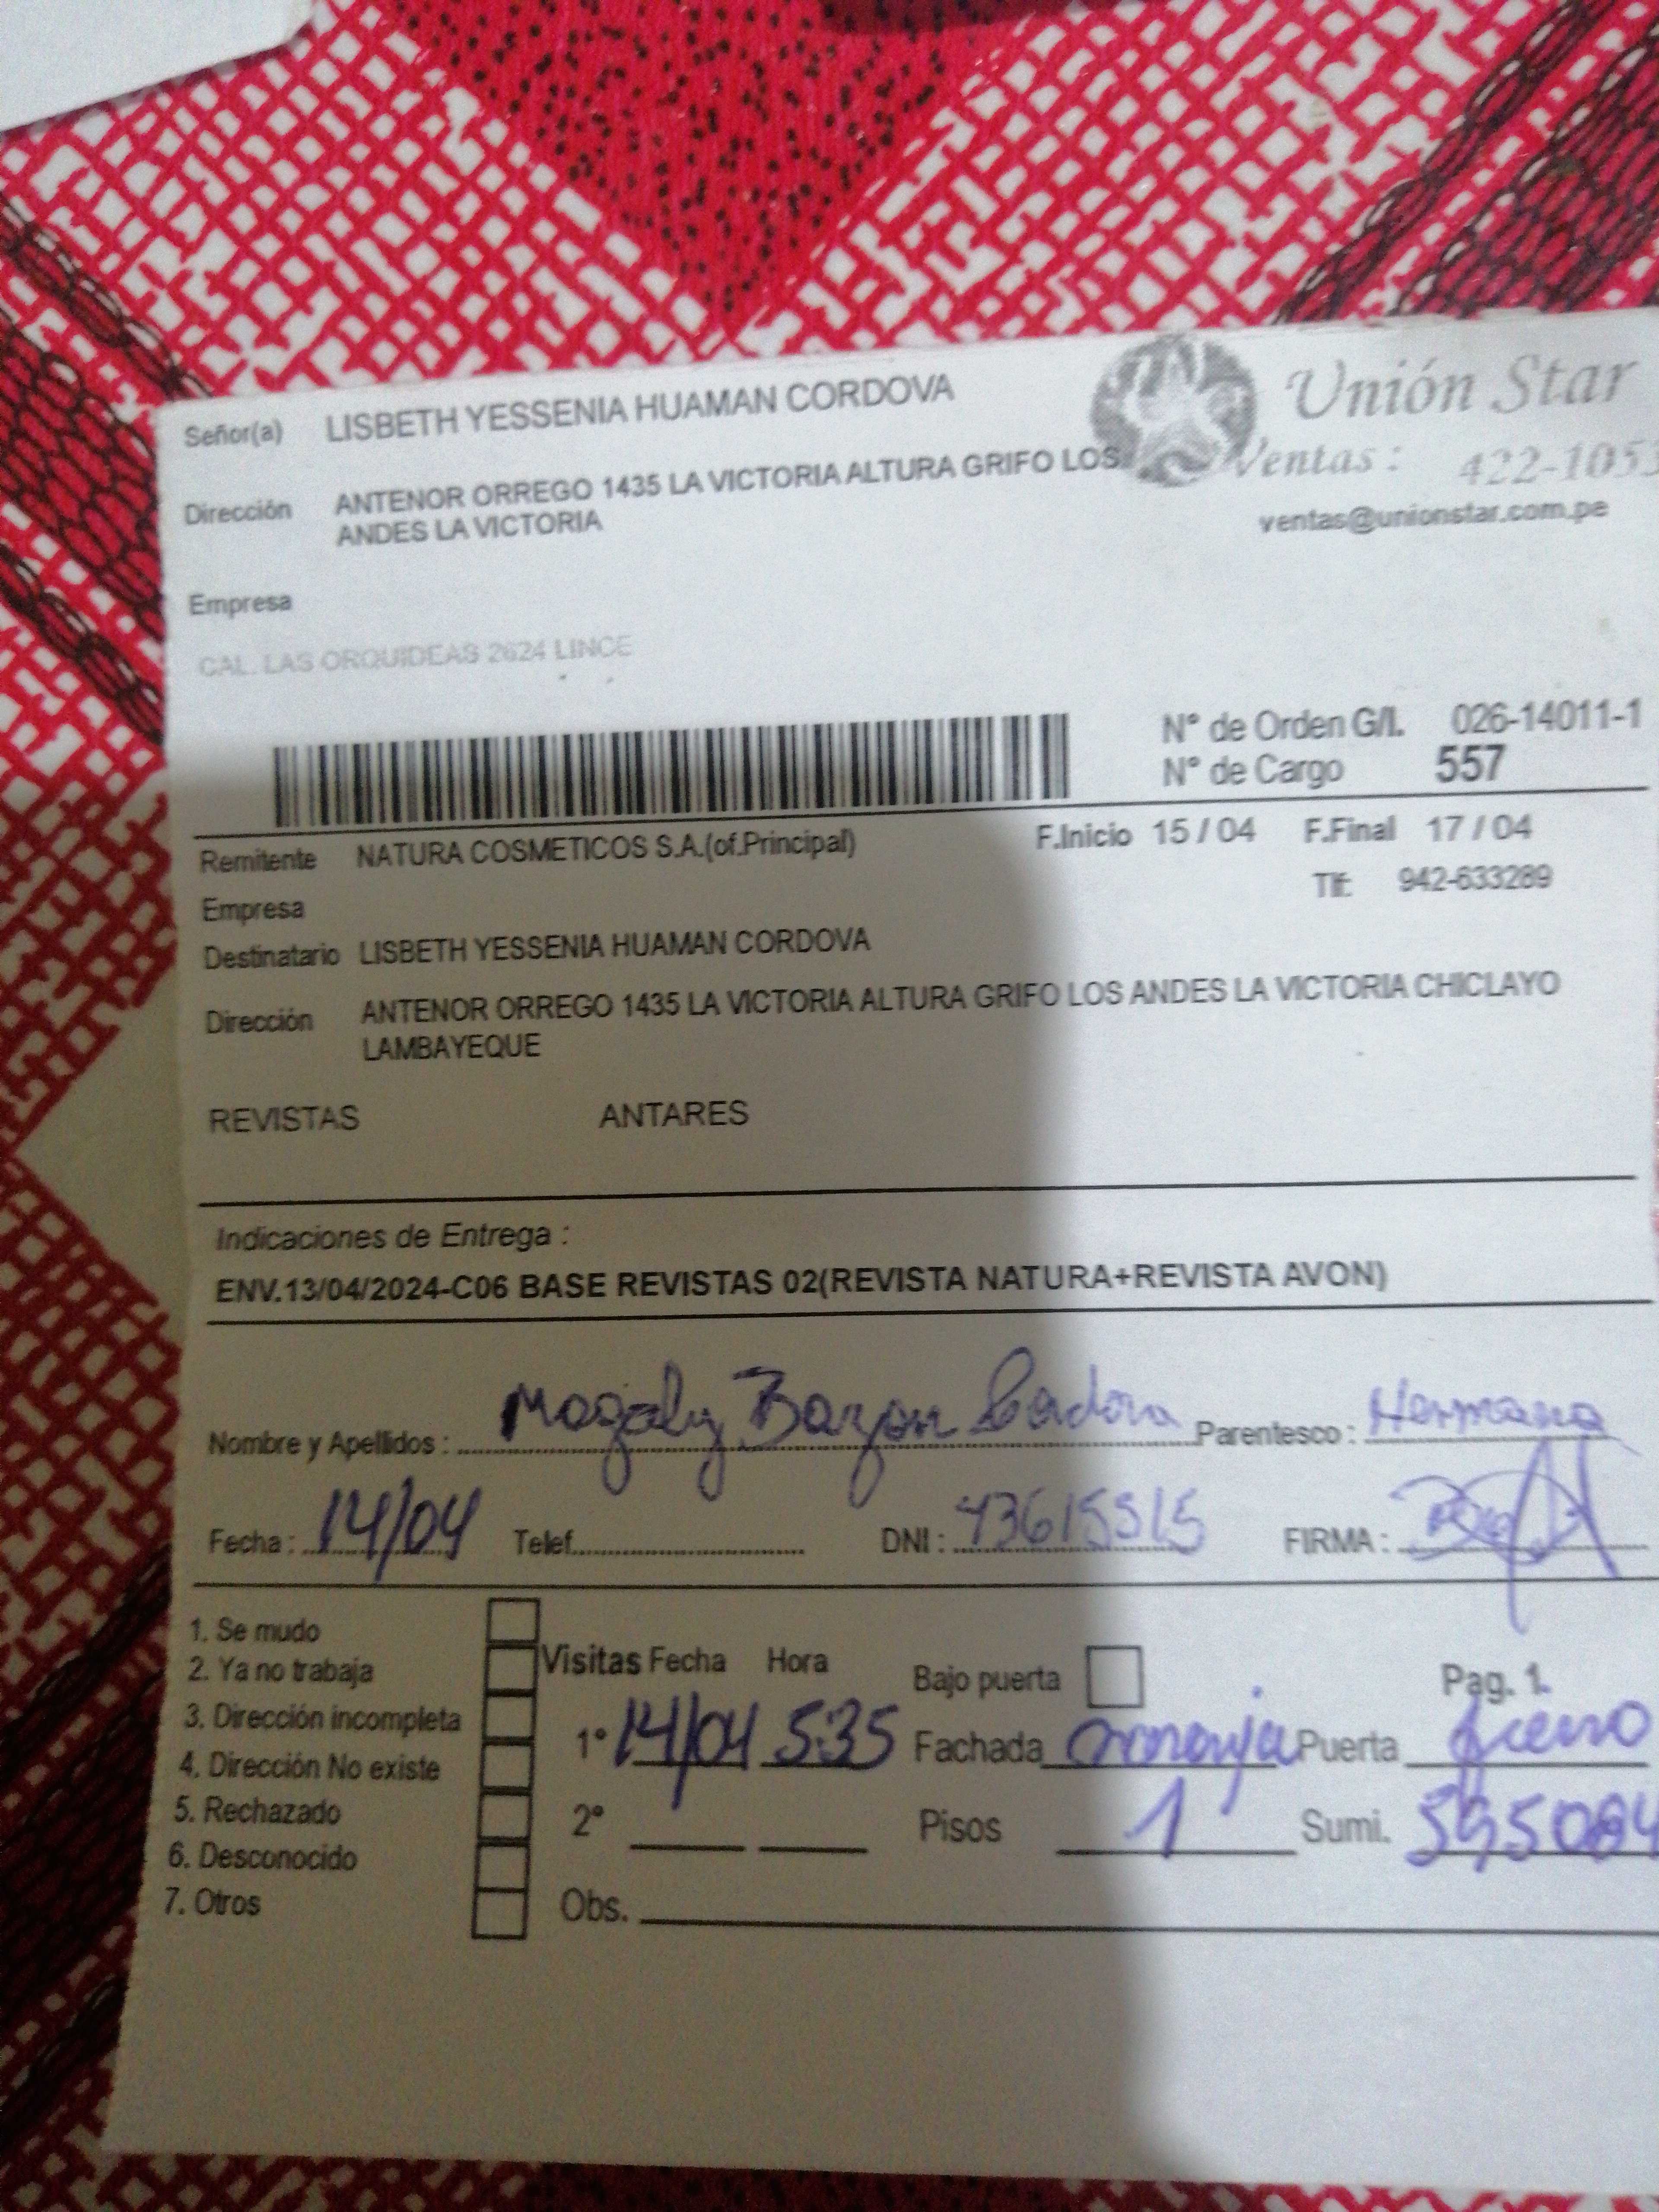 Señor(a) LISBETH YESSENIA HUAMAN CORDOVA
Unión Star
Ventas : 422-1053
ventas@unionstar.com.pe
Dirección ANTENOR ORREGO 1435 LA VICTORIA ALTURA GRIFO LOS
ANDES LA VICTORIA
Empresa
CAL. LAS ORQUIDEAS 2624 LINCE
N° de Orden G/I. 026-14011-1
N° de Cargo 557
Remitente NATURA COSMETICOS S.A.(of.Principal) F.Inicio 15 / 04 F.Final 17 / 04
Empresa Tlf: 942-633289
Destinatario LISBETH YESSENIA HUAMAN CORDOVA
Dirección ANTENOR ORREGO 1435 LA VICTORIA ALTURA GRIFO LOS ANDES LA VICTORIA CHICLAYO
LAMBAYEQUE
REVISTAS ANTARES
Indicaciones de Entrega :
ENV.13/04/2024-C06 BASE REVISTAS 02(REVISTA NATURA+REVISTA AVON)
Nombre y Apellidos : Magaly Bazan Cordova Parentesco : Hermana
Fecha : 14/04 Telef. DNI : 43615515 FIRMA :
1. Se mudo
2. Ya no trabaja
3. Dirección incompleta
4. Dirección No existe
5. Rechazado
6. Desconocido
7. Otros
Visitas Fecha Hora Bajo puerta Pag. 1.
1° 14/04 5:35 Fachada naranja Puerta fierro
2° Pisos 1 Sumi.
Obs.